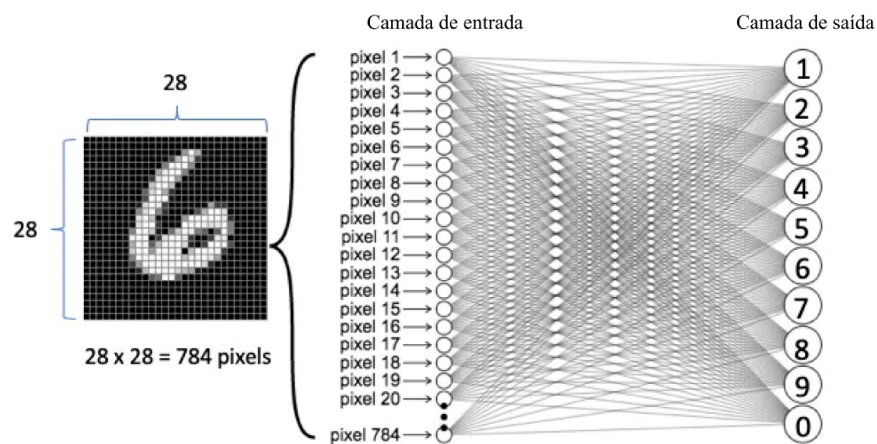 Camada de entrada
Camada de saída
28
28
28 x 28 = 784 pixels
pixel 1
pixel 2
pixel 3
pixel 4
pixel 5
pixel 6
pixel 7
pixel 8
pixel 9
pixel 10
pixel 11
pixel 12
pixel 13
pixel 14
pixel 15
pixel 16
pixel 17
pixel 18
pixel 19
pixel 20
pixel 784
1
2
3
4
5
6
7
8
9
0